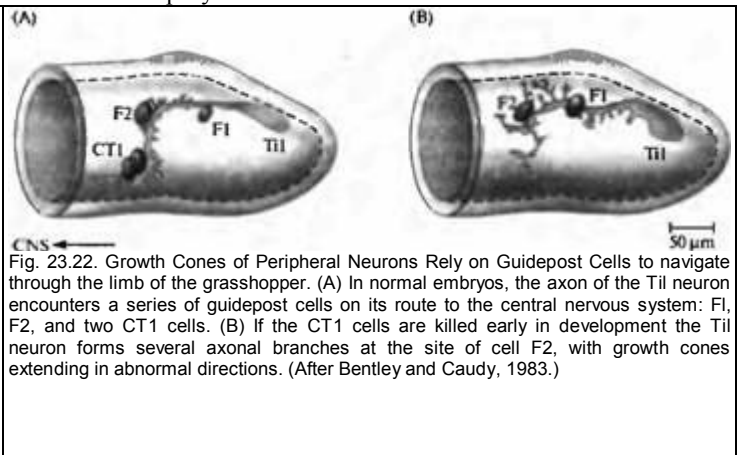 (A)
(B)
F2
F1
CT1
Ti1
F2
F1
Ti1
CNS
50 µm
Fig. 23.22. Growth Cones of Peripheral Neurons Rely on Guidepost Cells to navigate
through the limb of the grasshopper. (A) In normal embryos, the axon of the Til neuron
encounters a series of guidepost cells on its route to the central nervous system: Fl,
F2, and two CT1 cells. (B) If the CT1 cells are killed early in development the Til
neuron forms several axonal branches at the site of cell F2, with growth cones
extending in abnormal directions. (After Bentley and Caudy, 1983.)